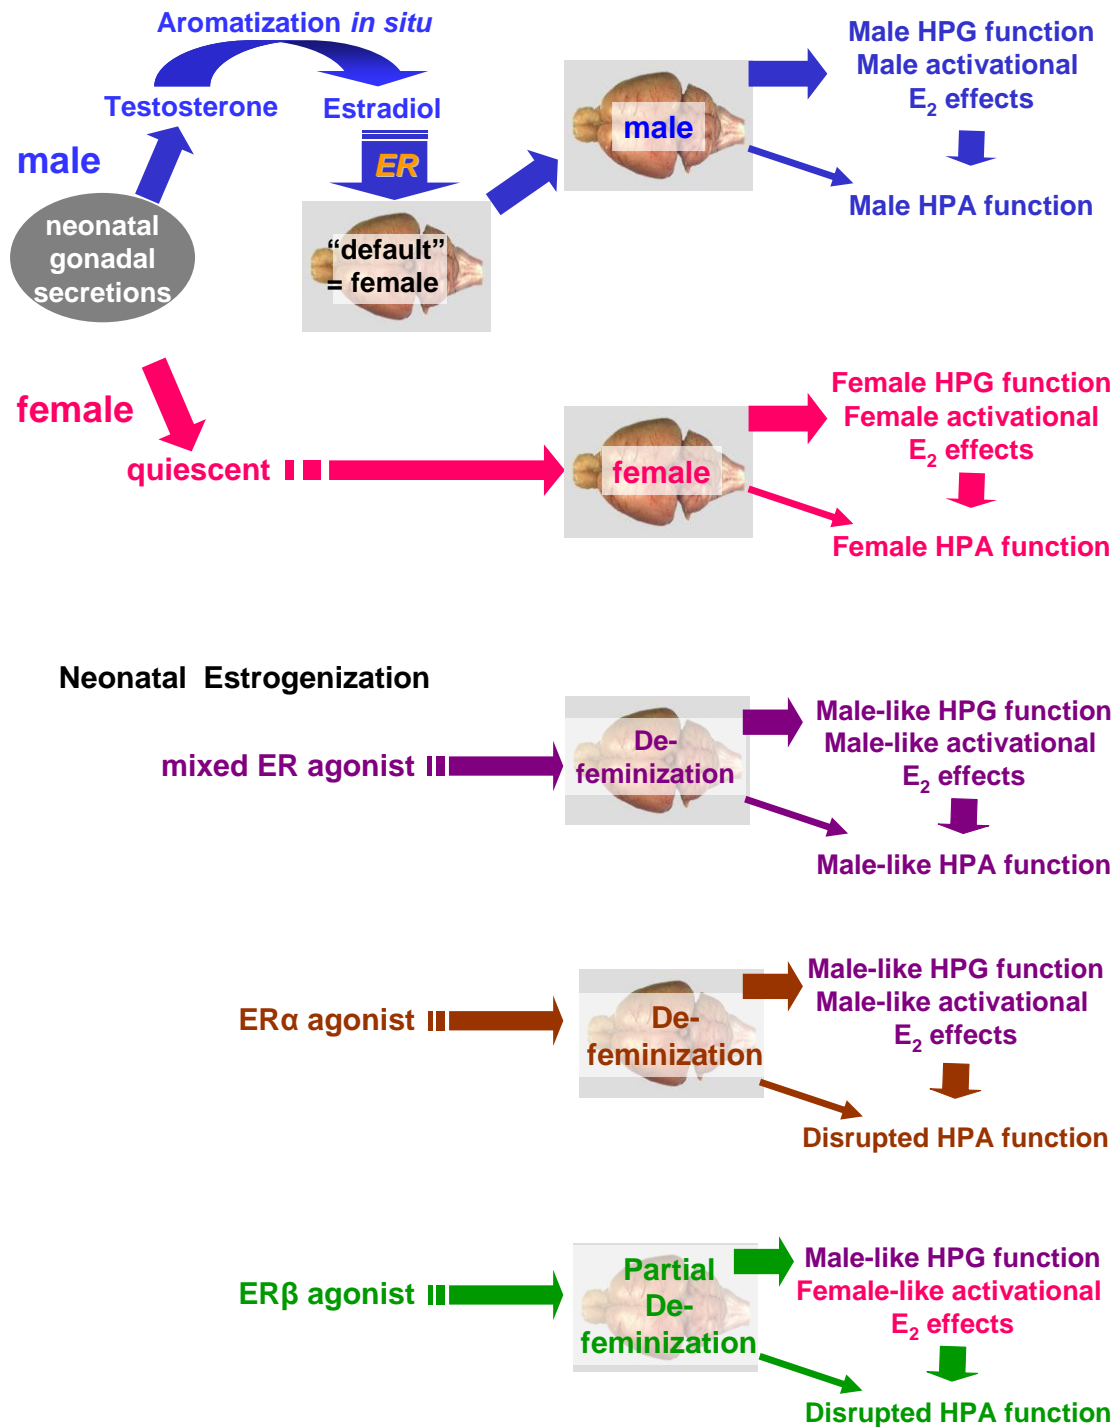 Aromatization in situ
Testosterone
Estradiol
male
ER
neonatal
gonadal
secretions
“default”
= female
male
Male HPG function
Male activational
E2 effects
Male HPA function
female
quiescent
female
Female HPG function
Female activational
E2 effects
Female HPA function
Neonatal Estrogenization
mixed ER agonist
De-
feminization
Male-like HPG function
Male-like activational
E2 effects
Male-like HPA function
ERα agonist
De-
feminization
Male-like HPG function
Male-like activational
E2 effects
Disrupted HPA function
ERβ agonist
Partial
De-
feminization
Male-like HPG function
Female-like activational
E2 effects
Disrupted HPA function